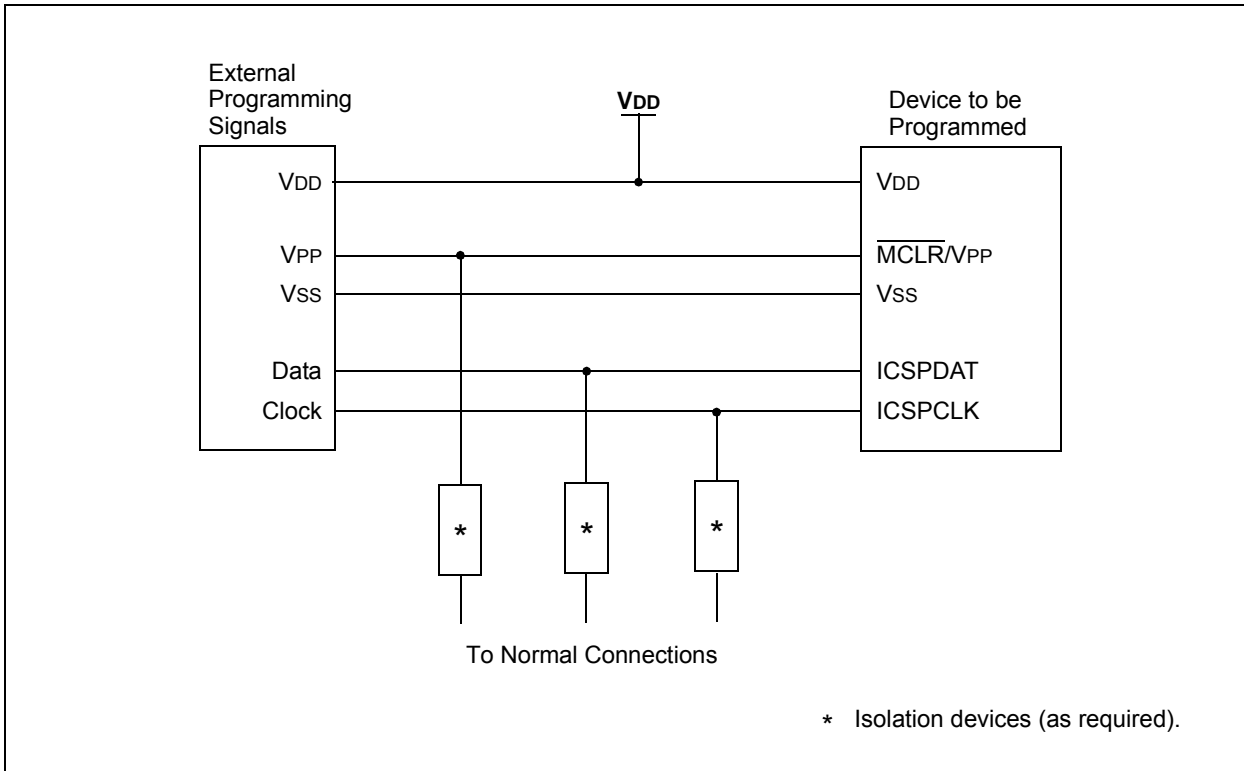 External
Programming
Signals
VDD
Device to be
Programmed
VDD
VDD
VPP
MCLR/VPP
VSS
VSS
Data
ICSPDAT
Clock
ICSPCLK
*
*
*
To Normal Connections
* Isolation devices (as required).